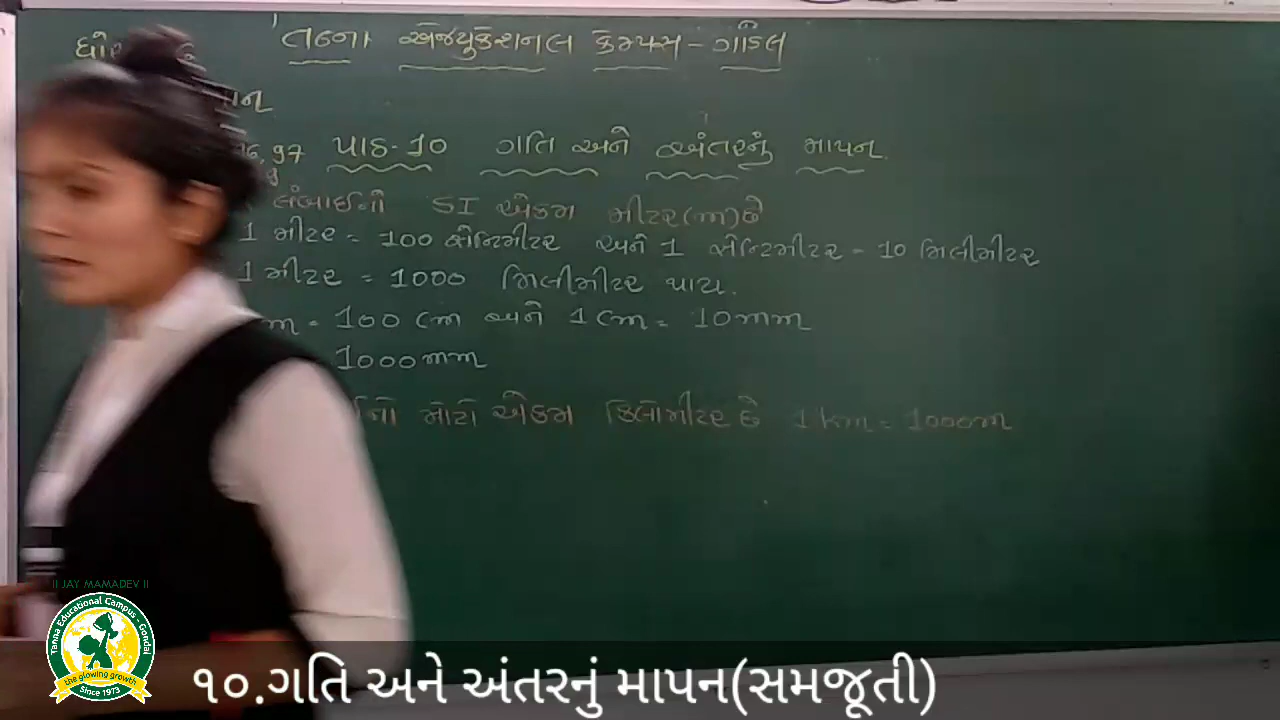 તન્ના એજ્યુકેશનલ કેમ્પસ - ગોંડલ
97 પાઠ-10 ગતિ અને અંતરનું માપન
લંબાઈનો SI એકમ મીટર(m) છે
1 મીટર = 100 સેન્ટિમીટર અને 1 સેન્ટિમીટર = 10 મિલીમીટર
1 મીટર = 1000 મિલીમીટર થાય.
m = 100 cm અને 1 cm = 10 mm
1000 mm
મોટો એકમ કિલોમીટર છે 1 km = 1000 m
|| JAY MAMADEV ||
Tanna Educational Campus - Gondal
the glowing growth
Since 1973
૧૦.ગતિ અને અંતરનું માપન(સમજૂતી)